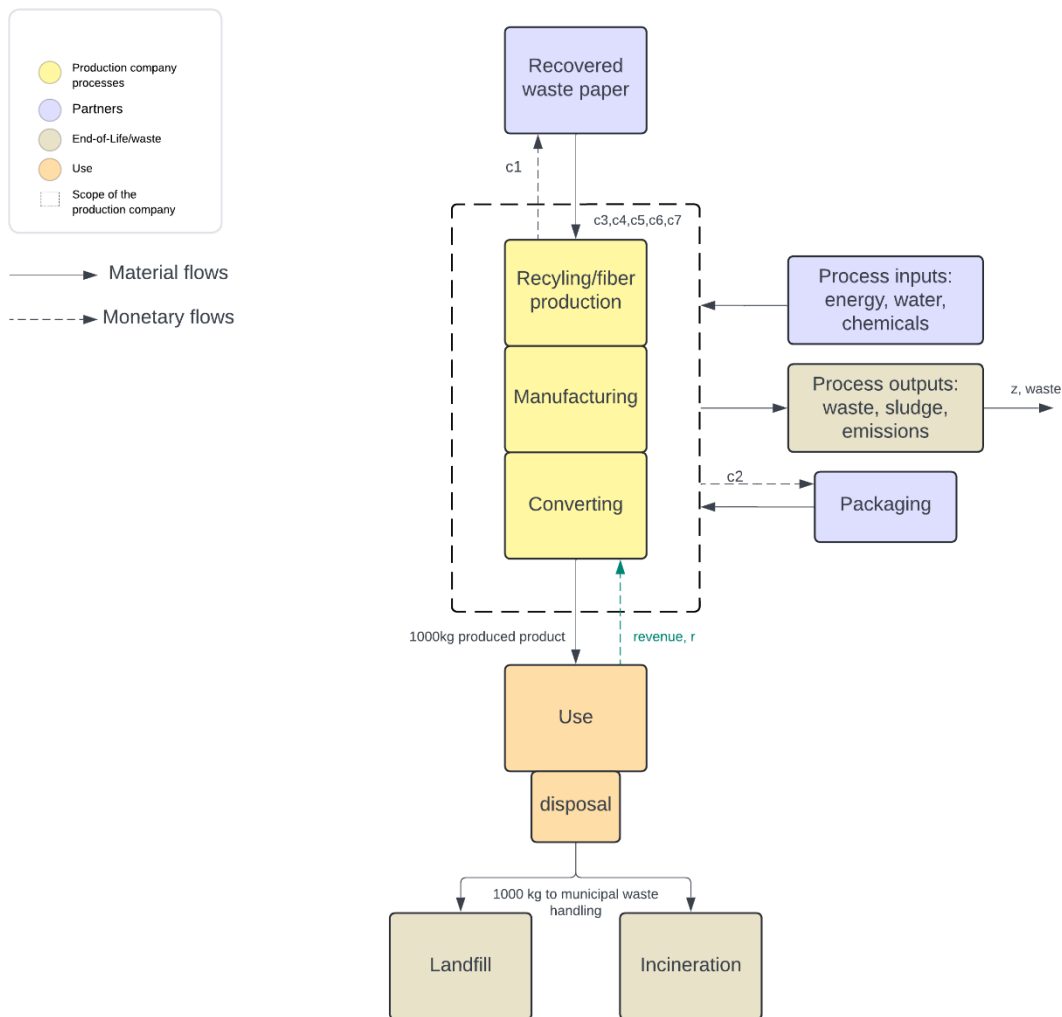 Production company
processes
Partners
End-of-Life/waste
Use
Scope of the
production company
Material flows
Monetary flows
Recovered
waste paper
c1
c3,c4,c5,c6,c7
Recyling/fiber
production
Manufacturing
Converting
Process inputs:
energy, water,
chemicals
Process outputs:
waste, sludge,
emissions
z, waste
c2
Packaging
1000kg produced product
revenue, r
Use
disposal
1000 kg to municipal waste
handling
Landfill
Incineration